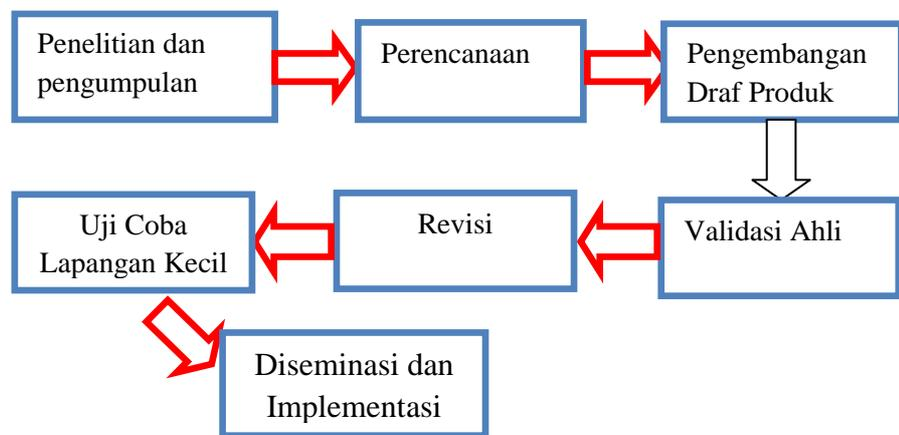 Penelitian dan
pengumpulan
Perencanaan
Pengembangan
Draf Produk
Validasi Ahli
Revisi
Uji Coba
Lapangan Kecil
Diseminasi dan
Implementasi